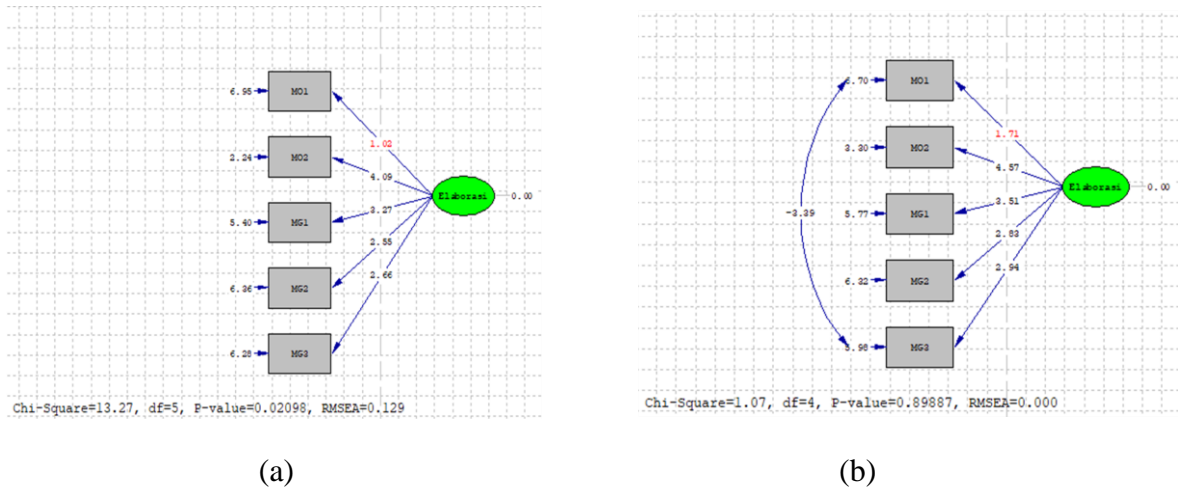 6.95
MO1
1.02
2.24
MO2
4.09
Elaborasi
0.00
3.27
5.40
MG1
2.55
2.66
6.36
MG2
6.28
MG3
Chi-Square=13.27, df=5, P-value=0.02098, RMSEA=0.129
(a)
MO1
1.71
3.30
MO2
4.57
Elaborasi
0.00
3.51
-3.39
5.77
MG1
2.83
2.94
6.32
MG2
MG3
Chi-Square=1.07, df=4, P-value=0.89887, RMSEA=0.000
(b)